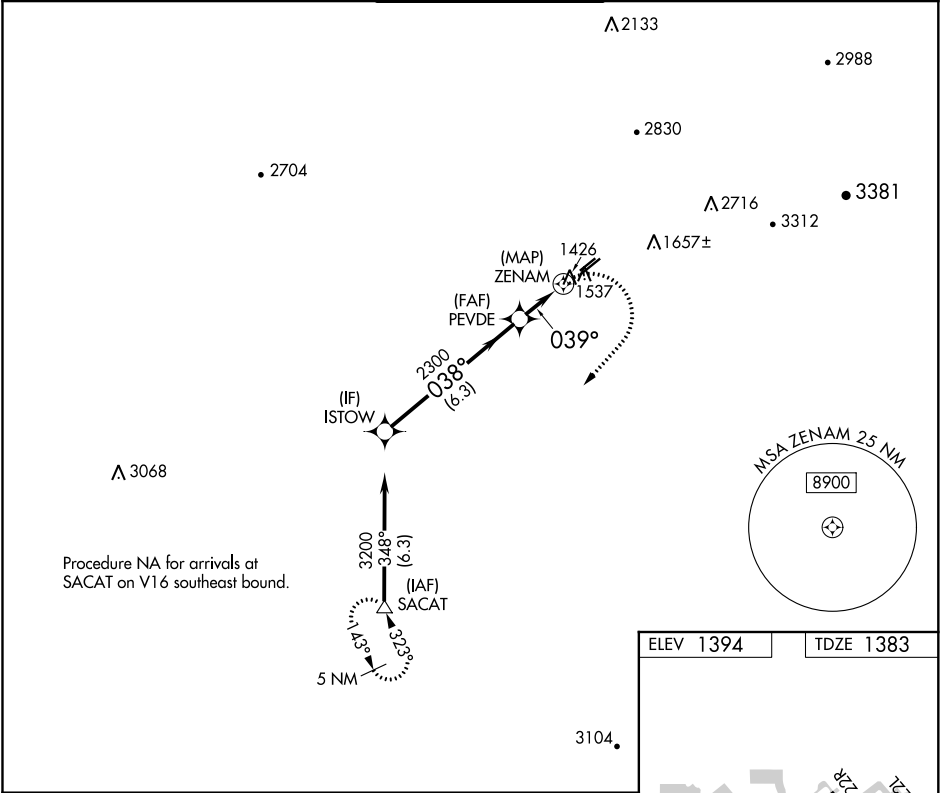 2133
2988
2830
2704
3381
2716
3312
1657±
(MAP)
ZENAM
1426
1537
(FAF)
PEVDE
039°
2300
038°
(6.3)
(IF)
ISTOW
MSA ZENAM 25 NM
8900
3068
3200
348°
(6.3)
Procedure NA for arrivals at
SACAT on V16 southeast bound.
(IAF)
SACAT
143°
323°
5 NM
ELEV 1394
TDZE 1383
3104
22R